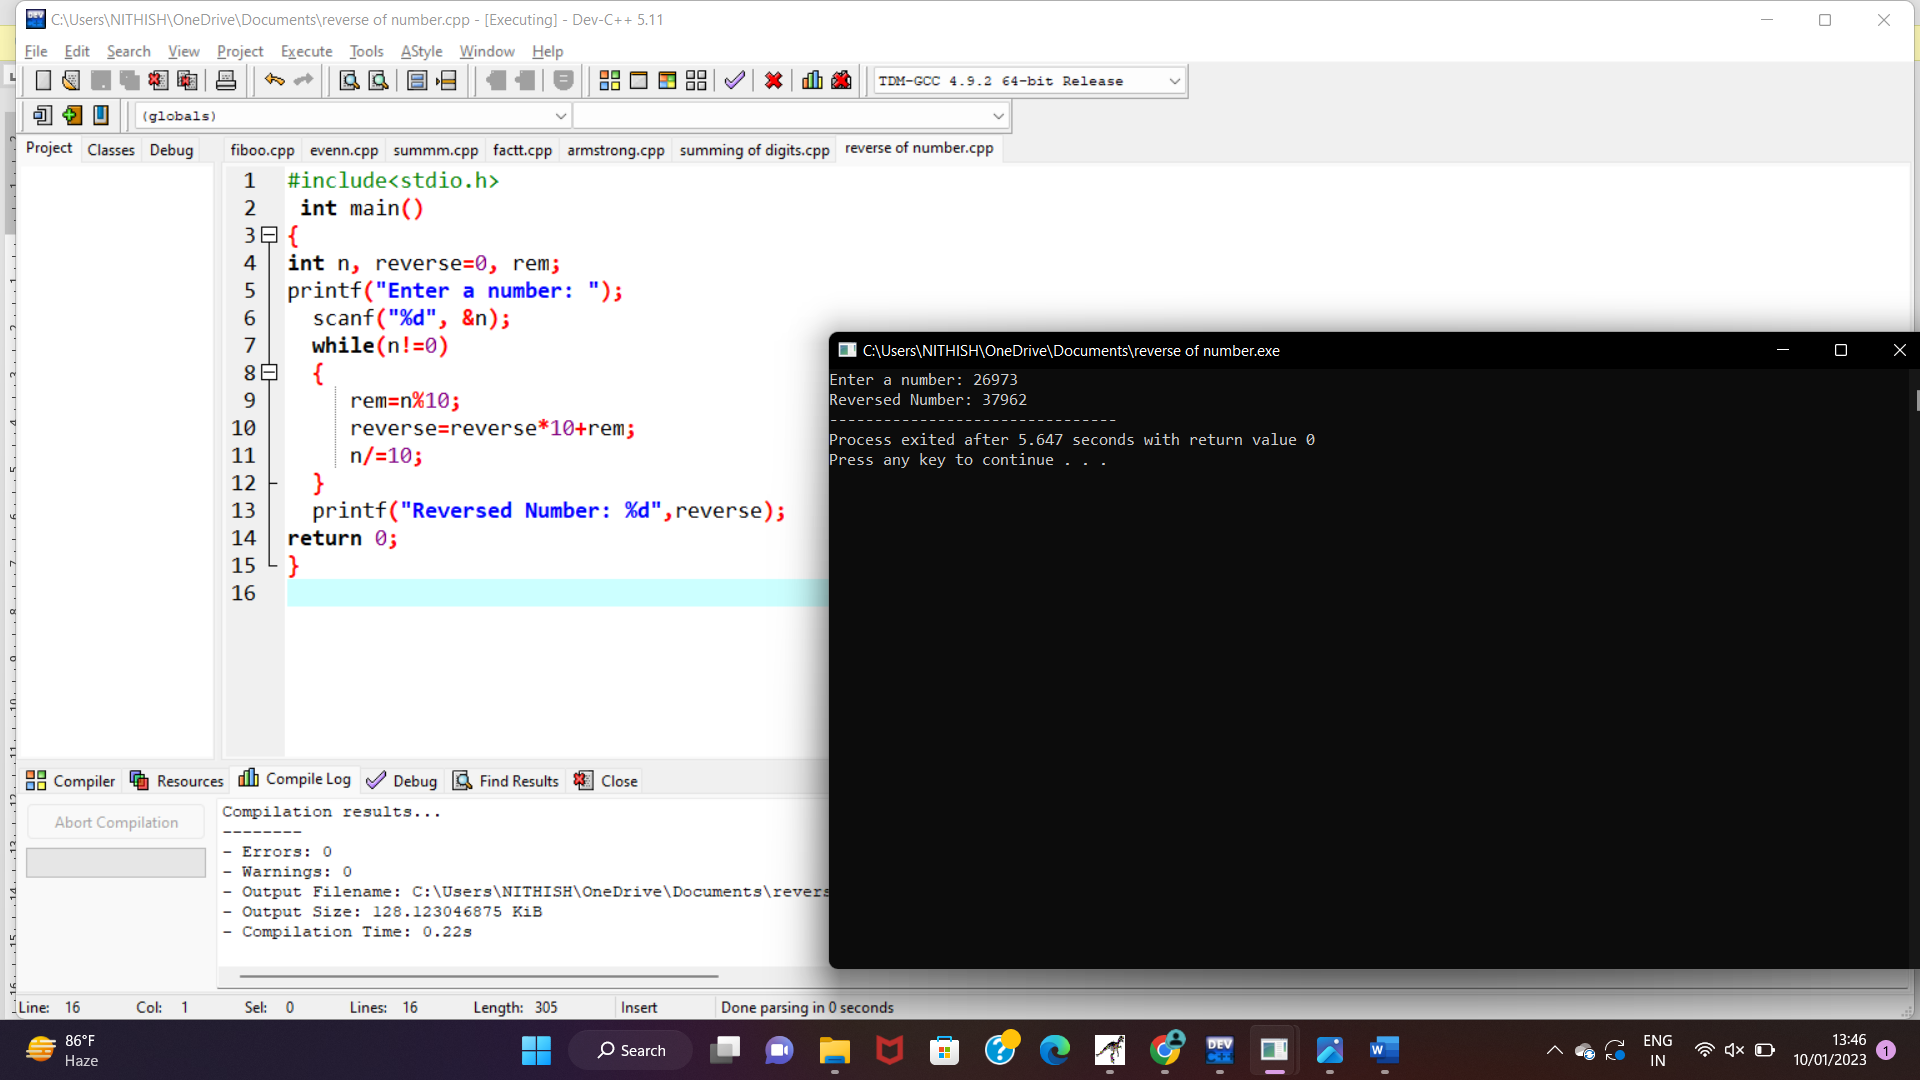 C:\Users\NITHISH\OneDrive\Documents\reverse of number.cpp - [Executing] - Dev-C++ 5.11
File Edit Search View Project Execute Tools AStyle Window Help
TDM-GCC 4.9.2 64-bit Release
(globals)
Project Classes Debug
fiboo.cpp evenn.cpp summm.cpp factt.cpp armstrong.cpp summing of digits.cpp reverse of number.cpp
1 #include<stdio.h>
2 int main()
3 {
4 int n, reverse=0, rem;
5 printf("Enter a number: ");
6 scanf("%d", &n);
7 while(n!=0)
8 {
9 rem=n%10;
10 reverse=reverse*10+rem;
11 n/=10;
12 }
13 printf("Reversed Number: %d",reverse);
14 return 0;
15 }
16
C:\Users\NITHISH\OneDrive\Documents\reverse of number.exe
Enter a number: 26973
Reversed Number: 37962
--------------------------------
Process exited after 5.647 seconds with return value 0
Press any key to continue . . .
Compiler Resources Compile Log Debug Find Results Close
Abort Compilation
Compilation results...
--------
- Errors: 0
- Warnings: 0
- Output Filename: C:\Users\NITHISH\OneDrive\Documents\revers
- Output Size: 128.123046875 KiB
- Compilation Time: 0.22s
Line: 16 Col: 1 Sel: 0 Lines: 16 Length: 305 Insert Done parsing in 0 seconds
86°F
Haze
Search
ENG
IN
13:46
10/01/2023
1